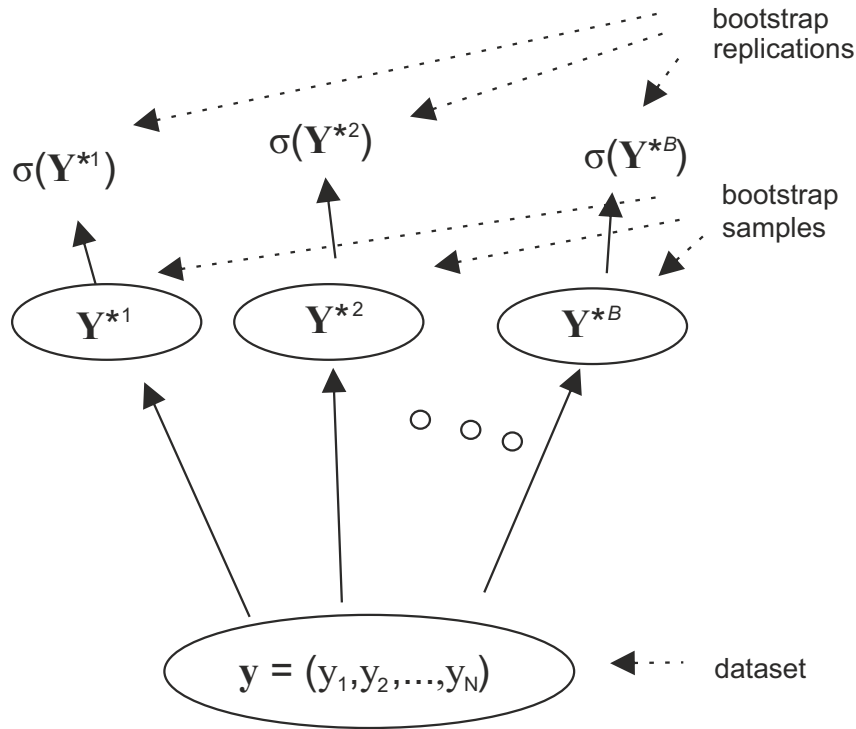 bootstrap
replications
σ(Y*1)
σ(Y*2)
σ(Y*B)
bootstrap
samples
Y*1
Y*2
Y*B
y = (y1,y2,...,yN)
dataset